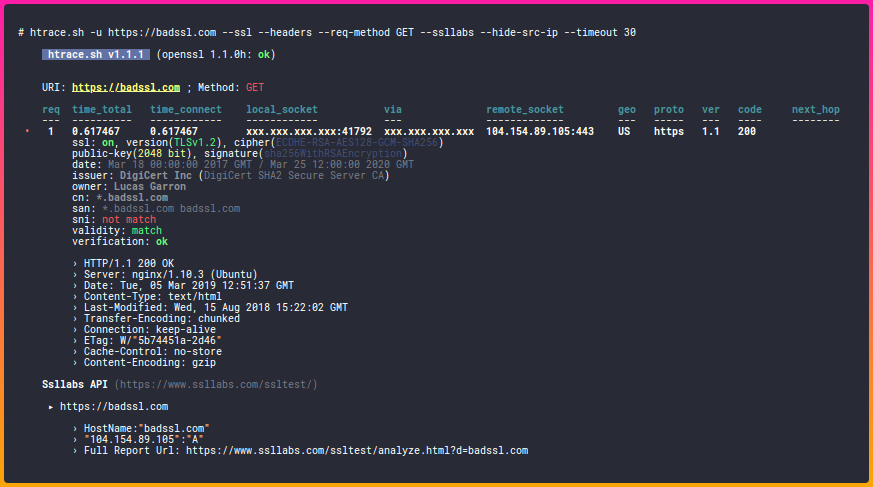 # htrace.sh -u https://badssl.com --ssl --headers --req-method GET --ssllabs --hide-src-ip --timeout 30
htrace.sh v1.1.1 (openssl 1.1.0h: ok)
URI: https://badssl.com ; Method: GET
req time_total time_connect local_socket via remote_socket geo proto ver code next_hop
--- ---------- ------------ ------------ --- ------------- --- ----- --- ---- --------
• 1 0.617467 0.617467 xxx.xxx.xxx.xxx:41792 xxx.xxx.xxx.xxx 104.154.89.105:443 US https 1.1 200
ssl: on, version(TLSv1.2), cipher(ECDHE-RSA-AES128-GCM-SHA256)
public-key(2048 bit), signature(sha256WithRSAEncryption)
date: Mar 18 00:00:00 2017 GMT / Mar 25 12:00:00 2020 GMT
issuer: DigiCert Inc (DigiCert SHA2 Secure Server CA)
owner: Lucas Garron
cn: *.badssl.com
san: *.badssl.com badssl.com
sni: not match
validity: match
verification: ok
› HTTP/1.1 200 OK
› Server: nginx/1.10.3 (Ubuntu)
› Date: Tue, 05 Mar 2019 12:51:37 GMT
› Content-Type: text/html
› Last-Modified: Wed, 15 Aug 2018 15:22:02 GMT
› Transfer-Encoding: chunked
› Connection: keep-alive
› ETag: W/"5b74451a-2d46"
› Cache-Control: no-store
› Content-Encoding: gzip
Ssllabs API (https://www.ssllabs.com/ssltest/)
▸ https://badssl.com
› HostName:"badssl.com"
› "104.154.89.105":"A"
› Full Report Url: https://www.ssllabs.com/ssltest/analyze.html?d=badssl.com